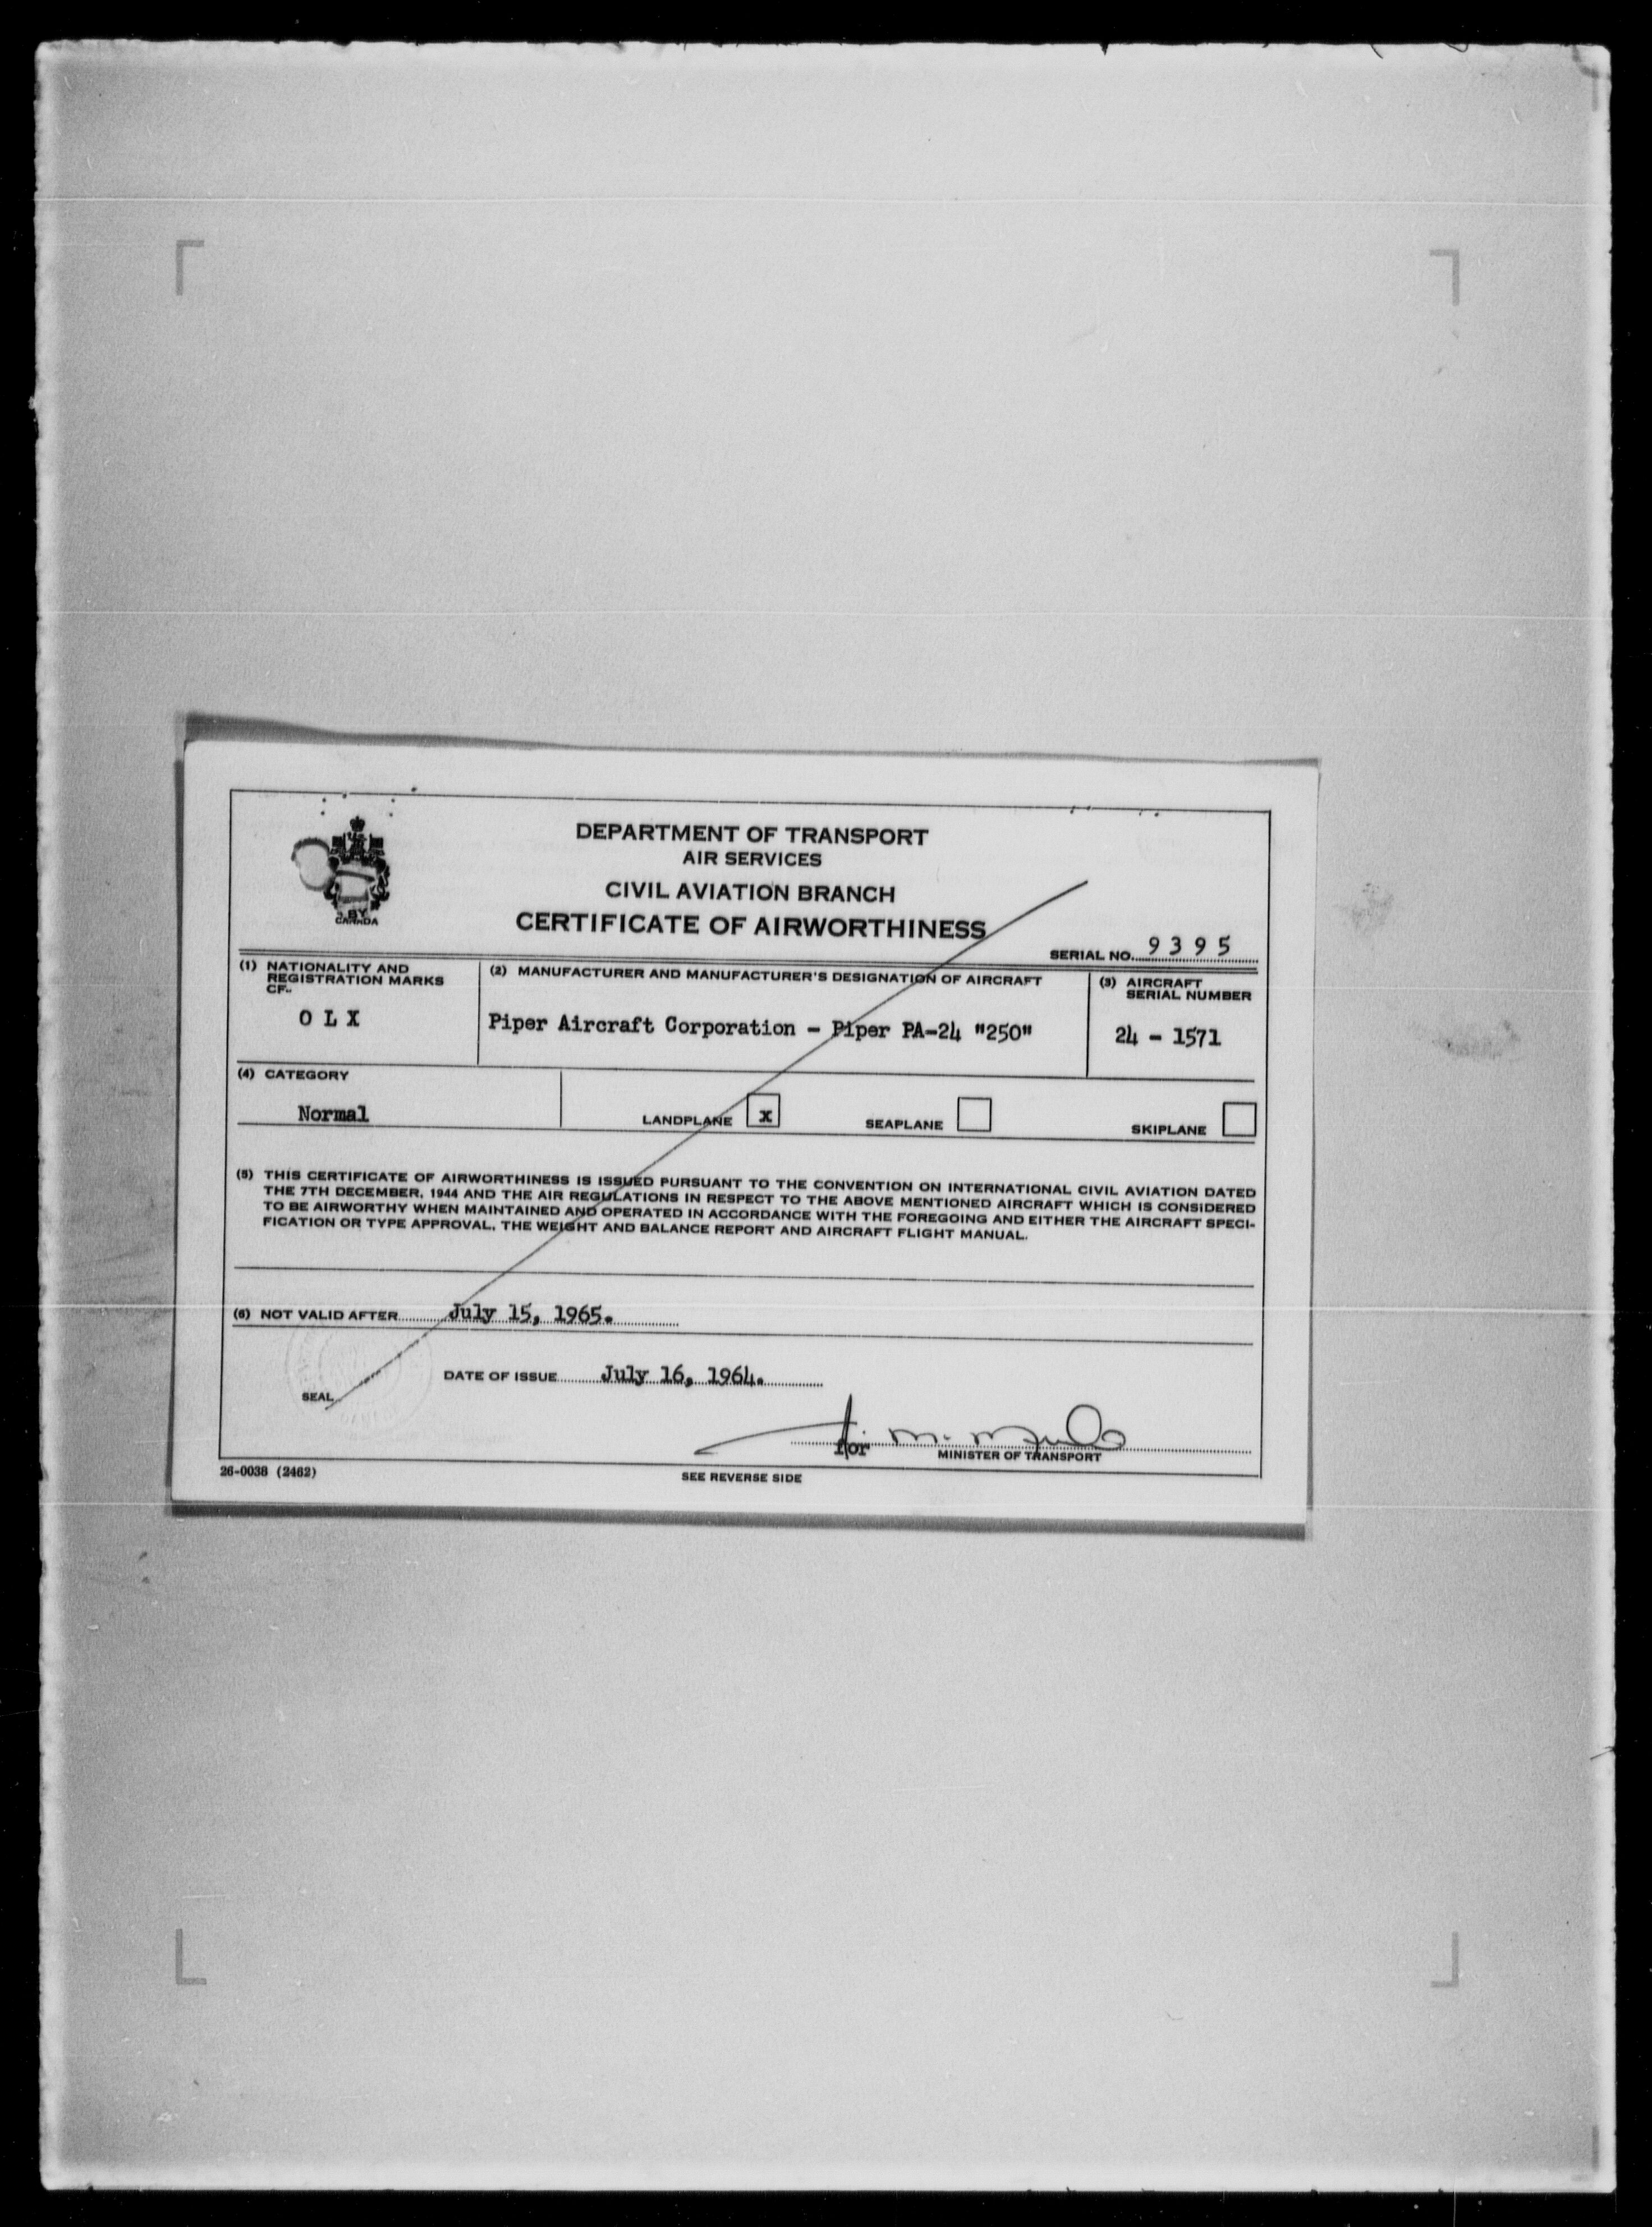 DEPARTMENT OF TRANSPORT
AIR SERVICES
CIVIL AVIATION BRANCH
CERTIFICATE OF AIRWORTHINESS
CANADA
SERIAL NO. 9395
(1) NATIONALITY AND
REGISTRATION MARKS
CF-
O L X
(2) MANUFACTURER AND MANUFACTURER'S DESIGNATION OF AIRCRAFT
Piper Aircraft Corporation - Piper PA-24 "250"
(3) AIRCRAFT
SERIAL NUMBER
24 - 1571
(4) CATEGORY
Normal
LANDPLANE x SEAPLANE SKIPLANE
(5) THIS CERTIFICATE OF AIRWORTHINESS IS ISSUED PURSUANT TO THE CONVENTION ON INTERNATIONAL CIVIL AVIATION DATED
THE 7TH DECEMBER, 1944 AND THE AIR REGULATIONS IN RESPECT TO THE ABOVE MENTIONED AIRCRAFT WHICH IS CONSIDERED
TO BE AIRWORTHY WHEN MAINTAINED AND OPERATED IN ACCORDANCE WITH THE FOREGOING AND EITHER THE AIRCRAFT SPECI-
FICATION OR TYPE APPROVAL, THE WEIGHT AND BALANCE REPORT AND AIRCRAFT FLIGHT MANUAL.
(6) NOT VALID AFTER July 15, 1965.
DATE OF ISSUE July 16, 1964.
SEAL
for MINISTER OF TRANSPORT
26-0038 (2462)
SEE REVERSE SIDE